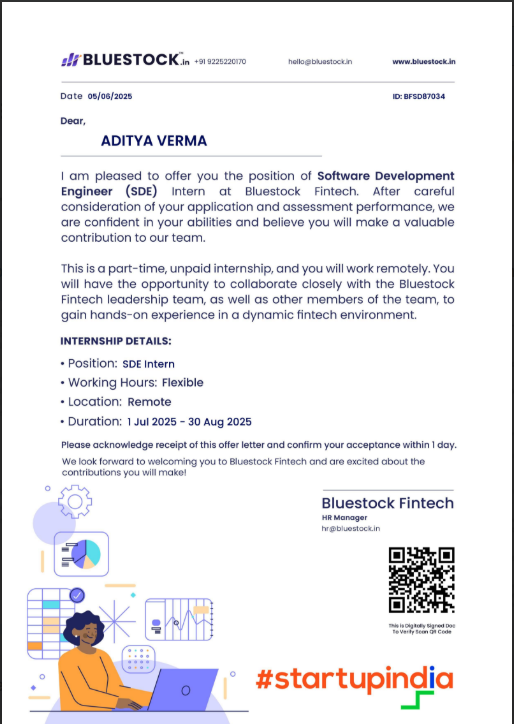 BLUESTOCK™.in +91 9225220170 hello@bluestock.in www.bluestock.in
Date 05/06/2025 ID: BFSD87034
Dear,
ADITYA VERMA
I am pleased to offer you the position of Software Development
Engineer (SDE) Intern at Bluestock Fintech. After careful
consideration of your application and assessment performance, we
are confident in your abilities and believe you will make a valuable
contribution to our team.
This is a part-time, unpaid internship, and you will work remotely. You
will have the opportunity to collaborate closely with the Bluestock
Fintech leadership team, as well as other members of the team, to
gain hands-on experience in a dynamic fintech environment.
INTERNSHIP DETAILS:
• Position: SDE Intern
• Working Hours: Flexible
• Location: Remote
• Duration: 1 Jul 2025 - 30 Aug 2025
Please acknowledge receipt of this offer letter and confirm your acceptance within 1 day.
We look forward to welcoming you to Bluestock Fintech and are excited about the
contributions you will make!
Bluestock Fintech
HR Manager
hr@bluestock.in
This is Digitally Signed Doc
To Verify Scan QR Code
#startupindia